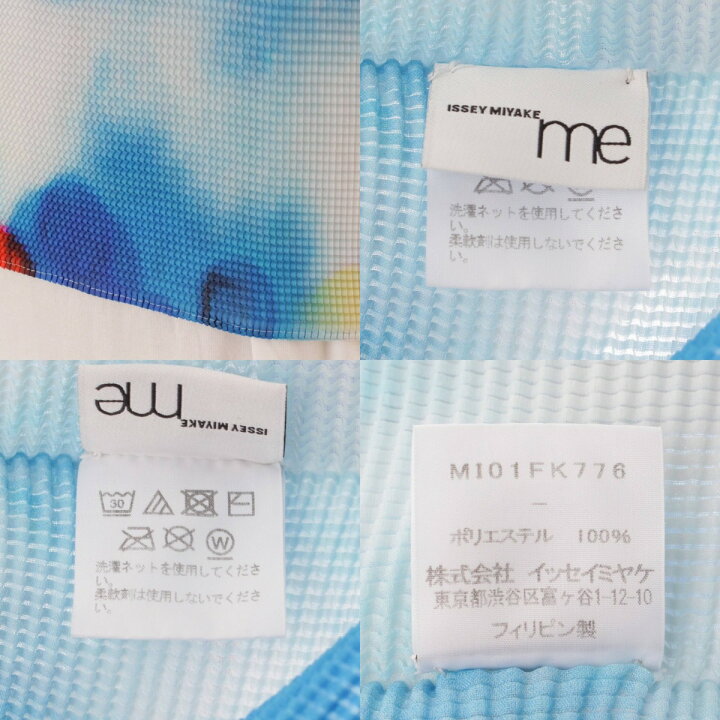 ISSEY MIYAKE
me
洗濯ネットを使用してくださ
い。
柔軟剤は使用しないでください。
me
ISSEY MIYAKE
30
W
洗濯ネットを使用してくださ
い。
柔軟剤は使用しないでください。
MI01FK776
ポリエステル 100%
株式会社 イッセイミヤケ
東京都渋谷区富ヶ谷1-12-10
フィリピン製